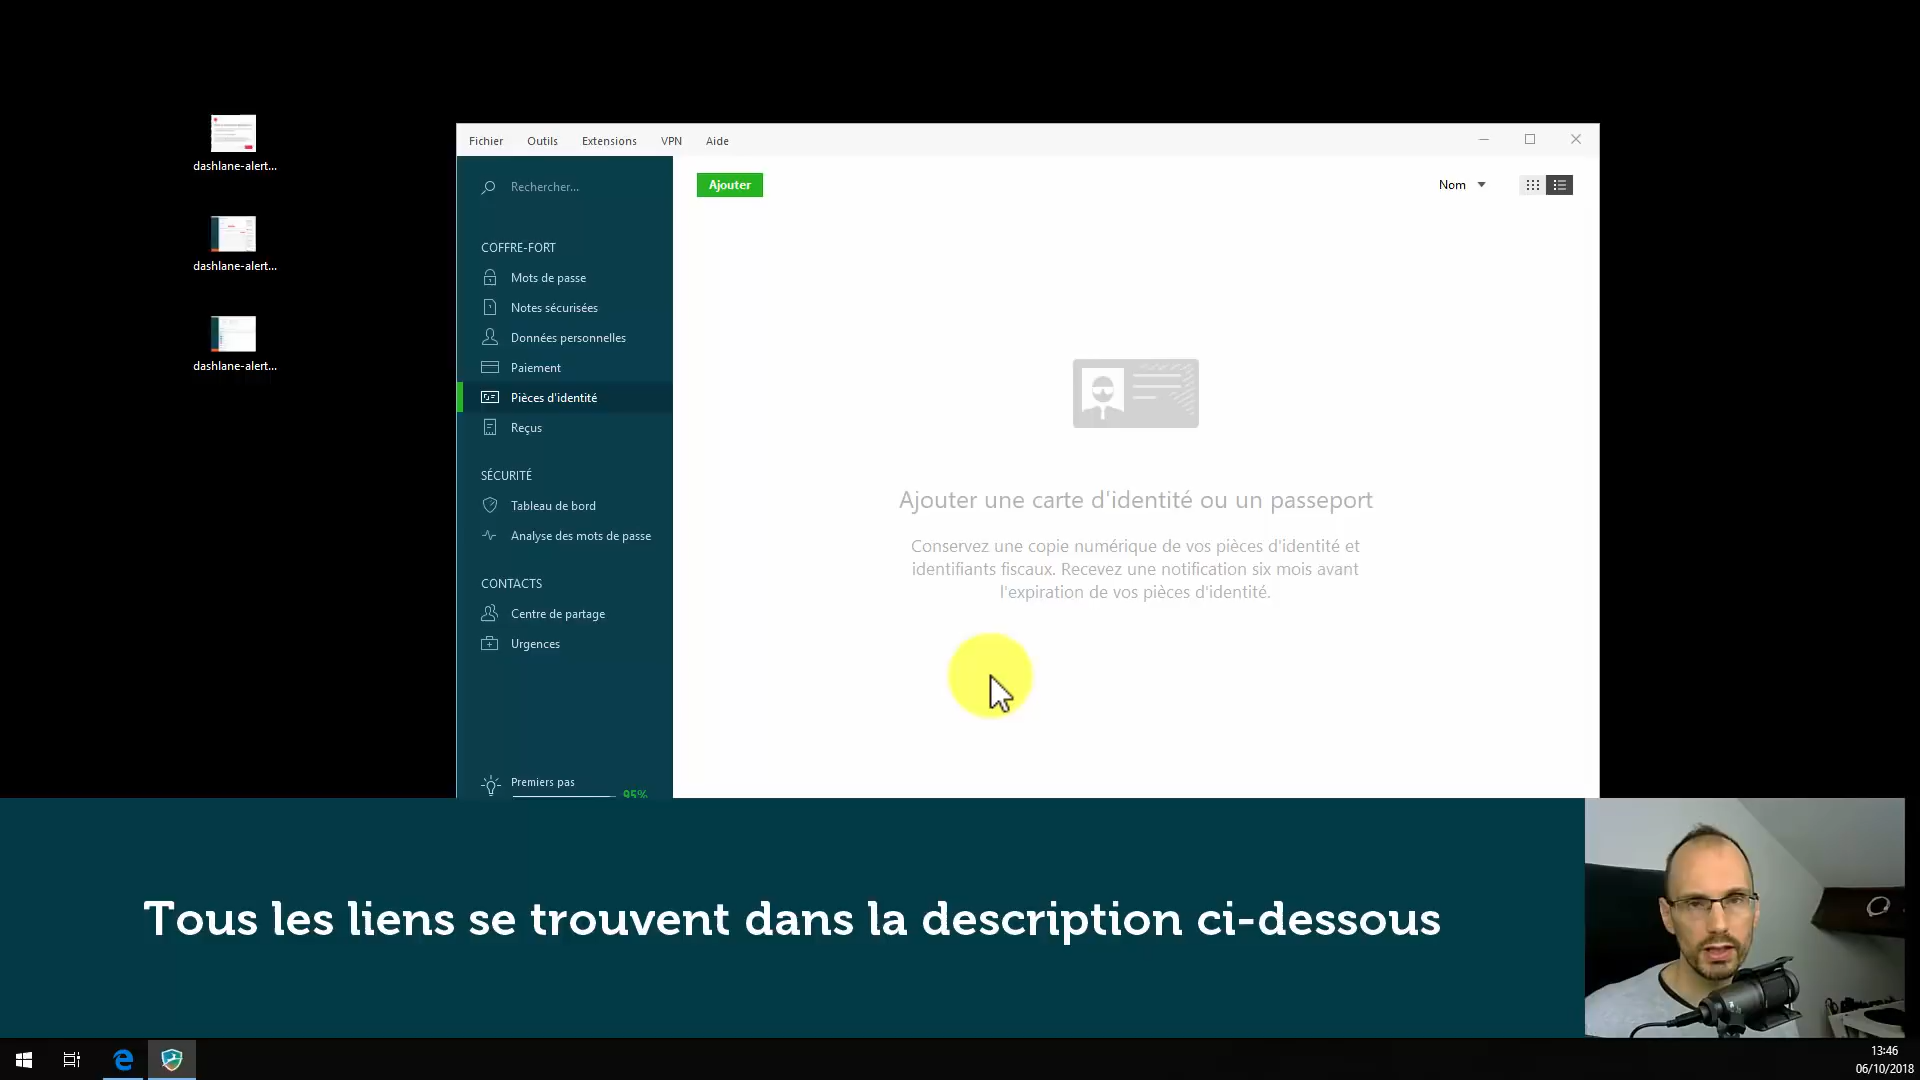 dashlane-alert...
dashlane-alert...
dashlane-alert...
Fichier Outils Extensions VPN Aide
Rechercher...
Ajouter
Nom
COFFRE-FORT
Mots de passe
Notes sécurisées
Données personnelles
Paiement
Pièces d'identité
Reçus
SÉCURITÉ
Tableau de bord
Analyse des mots de passe
CONTACTS
Centre de partage
Urgences
Premiers pas
95%
Ajouter une carte d'identité ou un passeport
Conservez une copie numérique de vos pièces d'identité et
identifiants fiscaux. Recevez une notification six mois avant
l'expiration de vos pièces d'identité.
Tous les liens se trouvent dans la description ci-dessous
13:46
06/10/2018